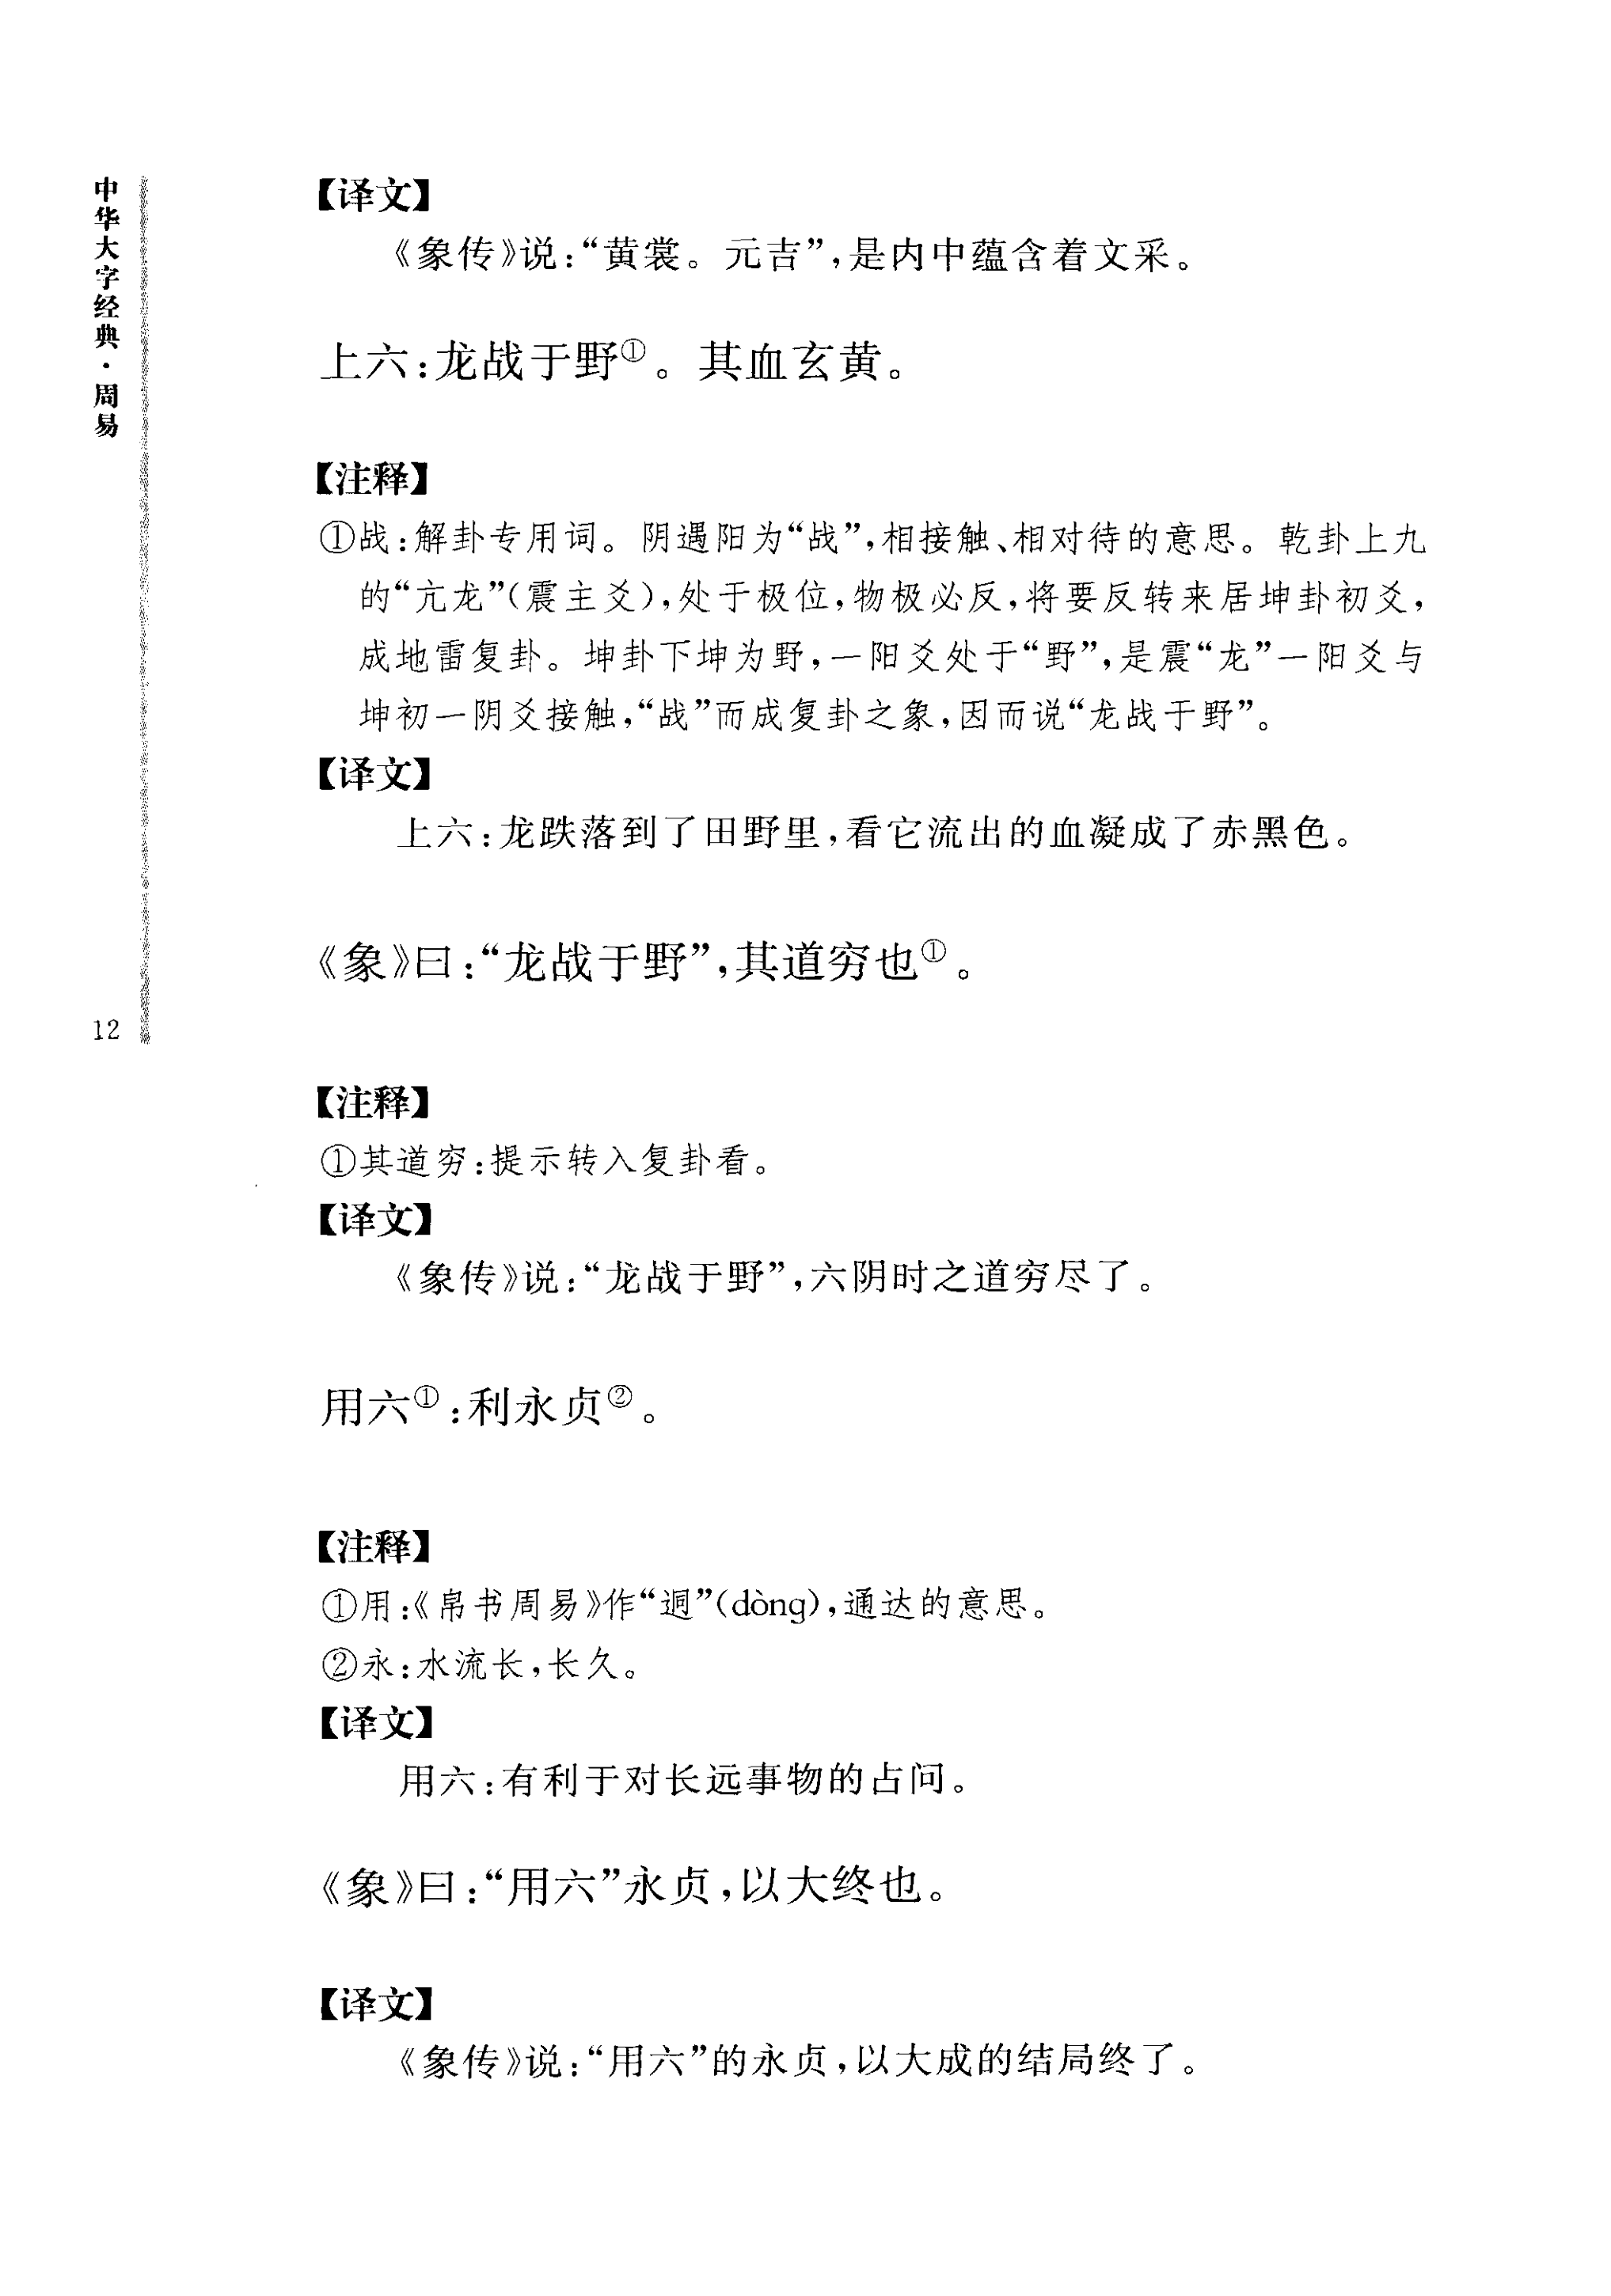 中华大字经典·周易
12
【译文】
《象传》说：“黄裳。元吉”，是内中蕴含着文采。
上六：龙战于野①。其血玄黄。
【注释】
①战：解卦专用词。阴遇阳为“战”，相接触、相对待的意思。乾卦上九
的“亢龙”（震主爻），处于极位，物极必反，将要反转来居坤卦初爻，
成地雷复卦。坤卦下坤为野，一阳爻处于“野”，是震“龙”一阳爻与
坤初一阴爻接触，“战”而成复卦之象，因而说“龙战于野”。
【译文】
上六：龙跌落到了田野里，看它流出的血凝成了赤黑色。
《象》曰：“龙战于野”，其道穷也①。
【注释】
①其道穷：提示转入复卦看。
【译文】
《象传》说：“龙战于野”，六阴时之道穷尽了。
用六①：利永贞②。
【注释】
①用：《帛书周易》作“迵”（dòng），通达的意思。
②永：水流长，长久。
【译文】
用六：有利于对长远事物的占问。
《象》曰：“用六”永贞，以大终也。
【译文】
《象传》说：“用六”的永贞，以大成的结局终了。